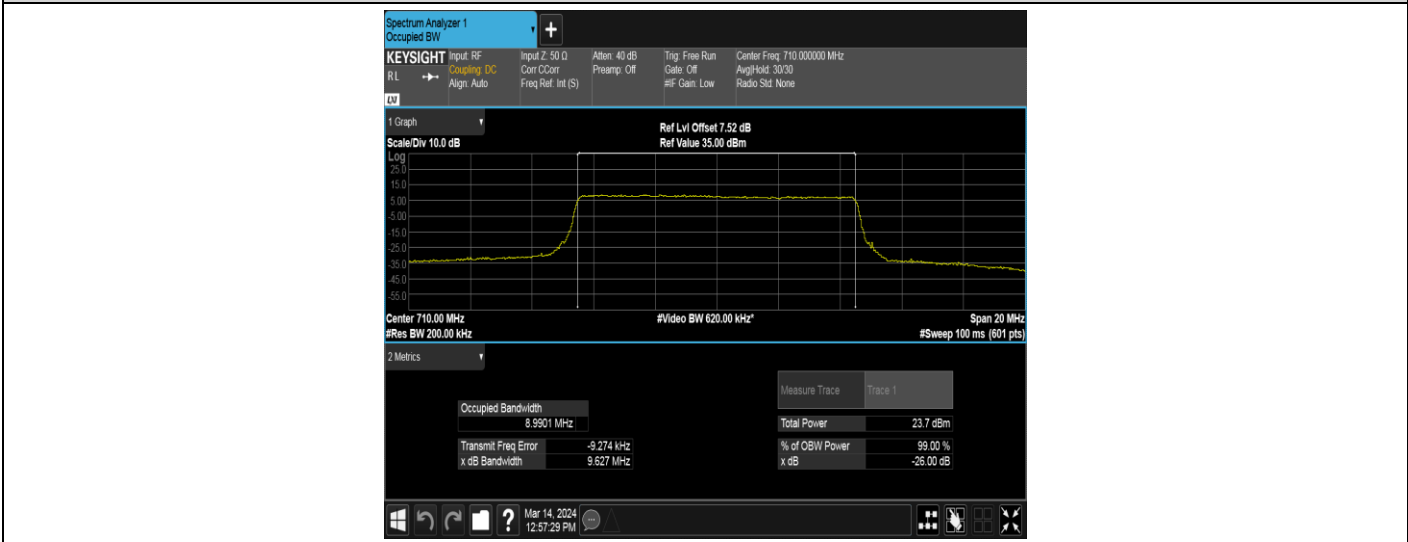 Spectrum Analyzer 1
Occupied BW
KEYSIGHT
RL
LXI
Input: RF
Coupling: DC
Align: Auto
Input Z: 50 Ω
Corr CCorr
Freq Ref: Int (S)
Atten: 40 dB
Preamp: Off
Trig: Free Run
Gate: Off
#IF Gain: Low
Center Freq: 710.000000 MHz
Avg|Hold: 30/30
Radio Std: None
1 Graph
Scale/Div 10.0 dB
Ref Lvl Offset 7.52 dB
Ref Value 35.00 dBm
Log
25.0
15.0
5.00
-5.00
-15.0
-25.0
-35.0
-45.0
-55.0
Center 710.00 MHz
#Video BW 620.00 kHz*
Span 20 MHz
#Res BW 200.00 kHz
#Sweep 100 ms (601 pts)
2 Metrics
Measure Trace Trace 1
Occupied Bandwidth
8.9901 MHz
Total Power 23.7 dBm
Transmit Freq Error -9.274 kHz
% of OBW Power 99.00 %
x dB Bandwidth 9.627 MHz
x dB -26.00 dB
Mar 14, 2024
12:57:29 PM